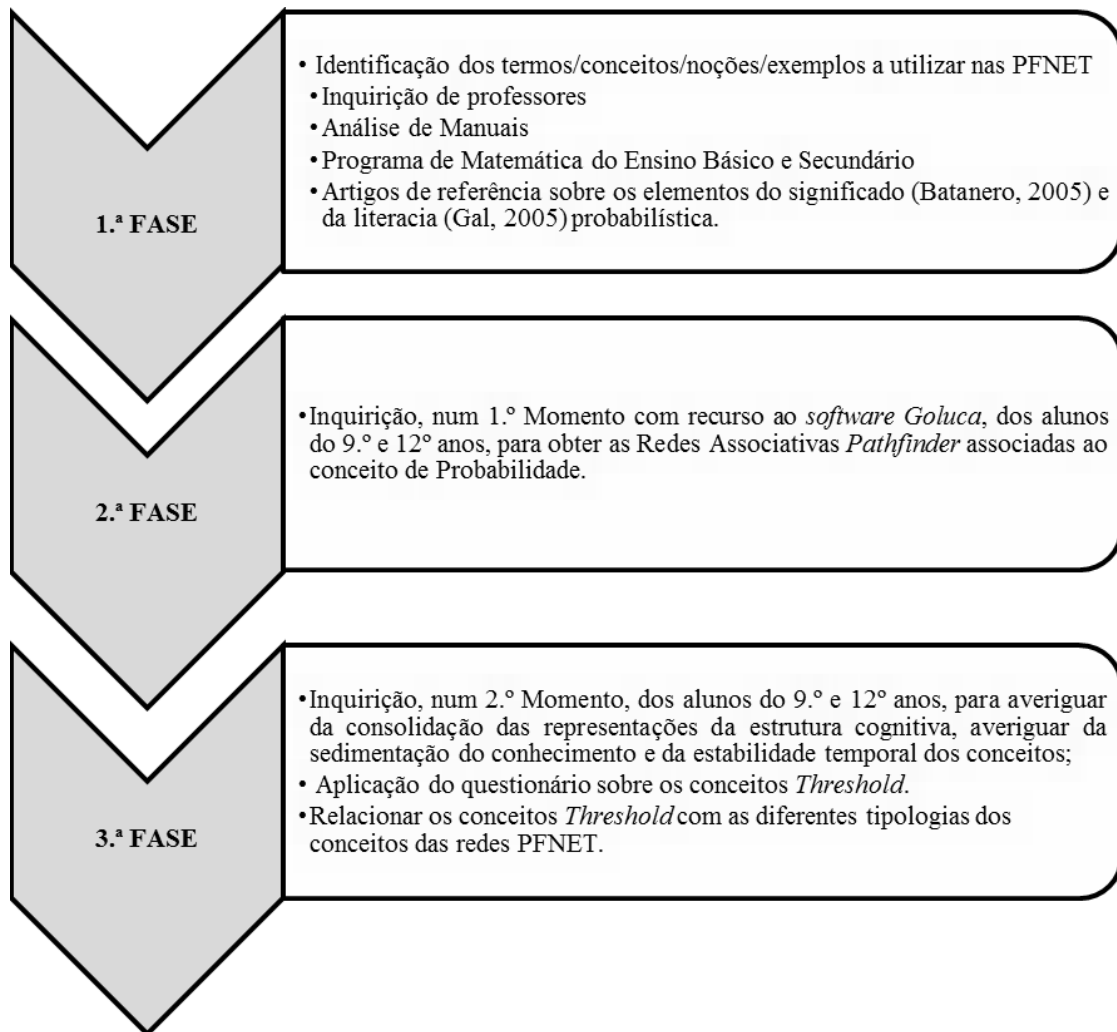 1.ª FASE
• Identificação dos termos/conceitos/noções/exemplos a utilizar nas PFNET
•Inquirição de professores
•Análise de Manuais
•Programa de Matemática do Ensino Básico e Secundário
•Artigos de referência sobre os elementos do significado (Batanero, 2005) e
da literacia (Gal, 2005) probabilística.
2.ª FASE
•Inquirição, num 1.º Momento com recurso ao software Goluca, dos alunos
do 9.º e 12º anos, para obter as Redes Associativas Pathfinder associadas ao
conceito de Probabilidade.
3.ª FASE
•Inquirição, num 2.º Momento, dos alunos do 9.º e 12º anos, para averiguar
da consolidação das representações da estrutura cognitiva, averiguar da
sedimentação do conhecimento e da estabilidade temporal dos conceitos;
• Aplicação do questionário sobre os conceitos Threshold.
•Relacionar os conceitos Threshold com as diferentes tipologias dos
conceitos das redes PFNET.